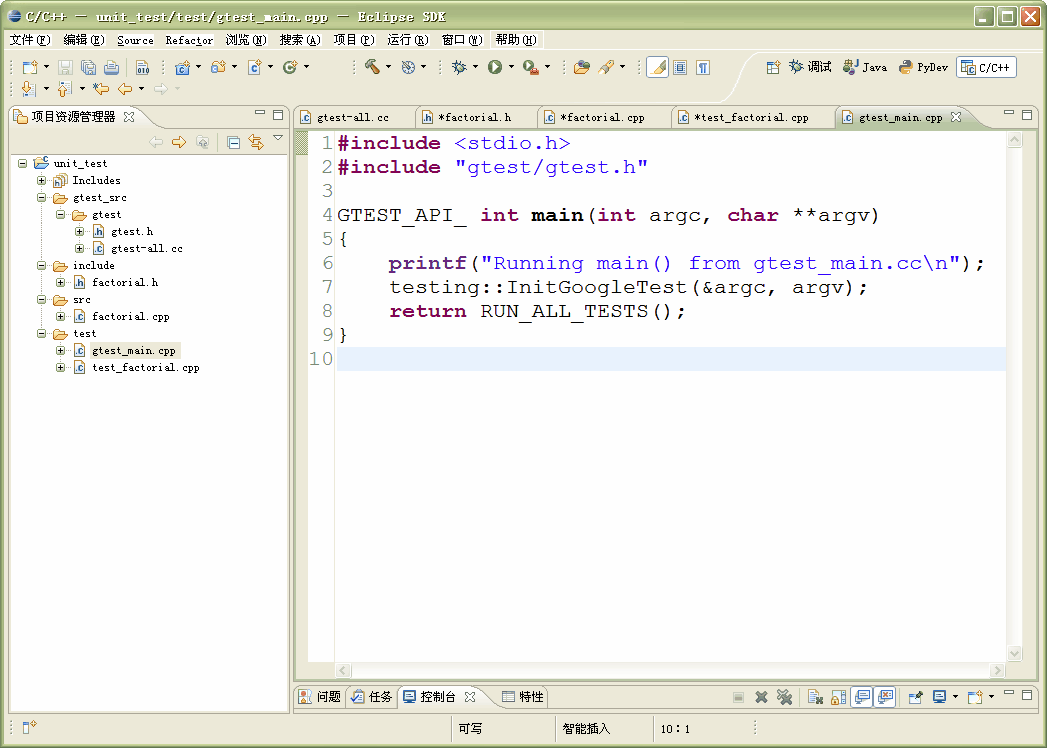 C/C++ - unit_test/test/gtest_main.cpp - Eclipse SDK
文件(F) 编辑(E) Source Refactor 浏览(N) 搜索(A) 项目(P) 运行(R) 窗口(W) 帮助(H)
调试 Java PyDev C/C++
项目资源管理器
unit_test
Includes
gtest_src
gtest
gtest.h
gtest-all.cc
include
factorial.h
src
factorial.cpp
test
gtest_main.cpp
test_factorial.cpp
gtest-all.cc *factorial.h *factorial.cpp *test_factorial.cpp gtest_main.cpp
1 #include <stdio.h>
2 #include "gtest/gtest.h"
3
4 GTEST_API_ int main(int argc, char **argv)
5 {
6     printf("Running main() from gtest_main.cc\n");
7     testing::InitGoogleTest(&argc, argv);
8     return RUN_ALL_TESTS();
9 }
10
问题 任务 控制台 特性
可写 智能插入 10:1